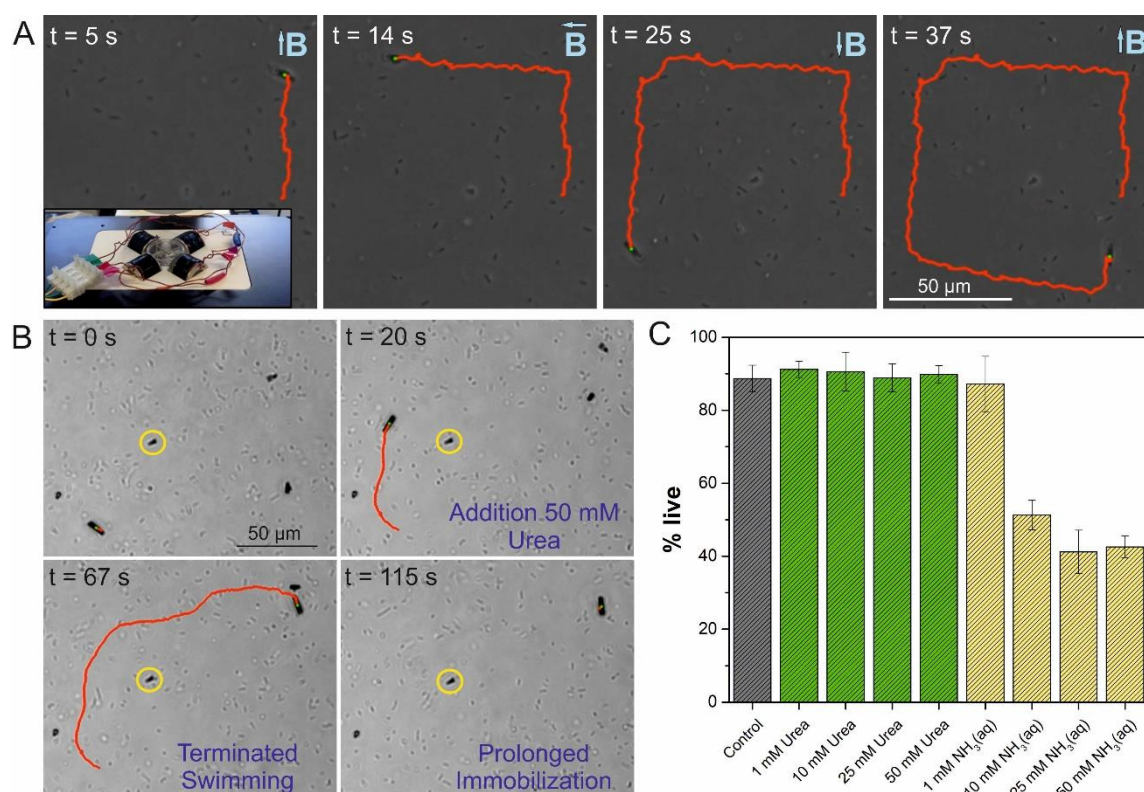 A
t = 5 s
↑B
t = 14 s
←
B
t = 25 s
↓B
t = 37 s
↑B
50 µm
B
t = 0 s
50 µm
t = 20 s
Addition 50 mM
Urea
t = 67 s
Terminated
Swimming
t = 115 s
Prolonged
Immobilization
C
% live
100
80
60
40
20
0
Control
1 mM Urea
10 mM Urea
25 mM Urea
50 mM Urea
1 mM NH₃(aq)
10 mM NH₃(aq)
25 mM NH₃(aq)
50 mM NH₃(aq)